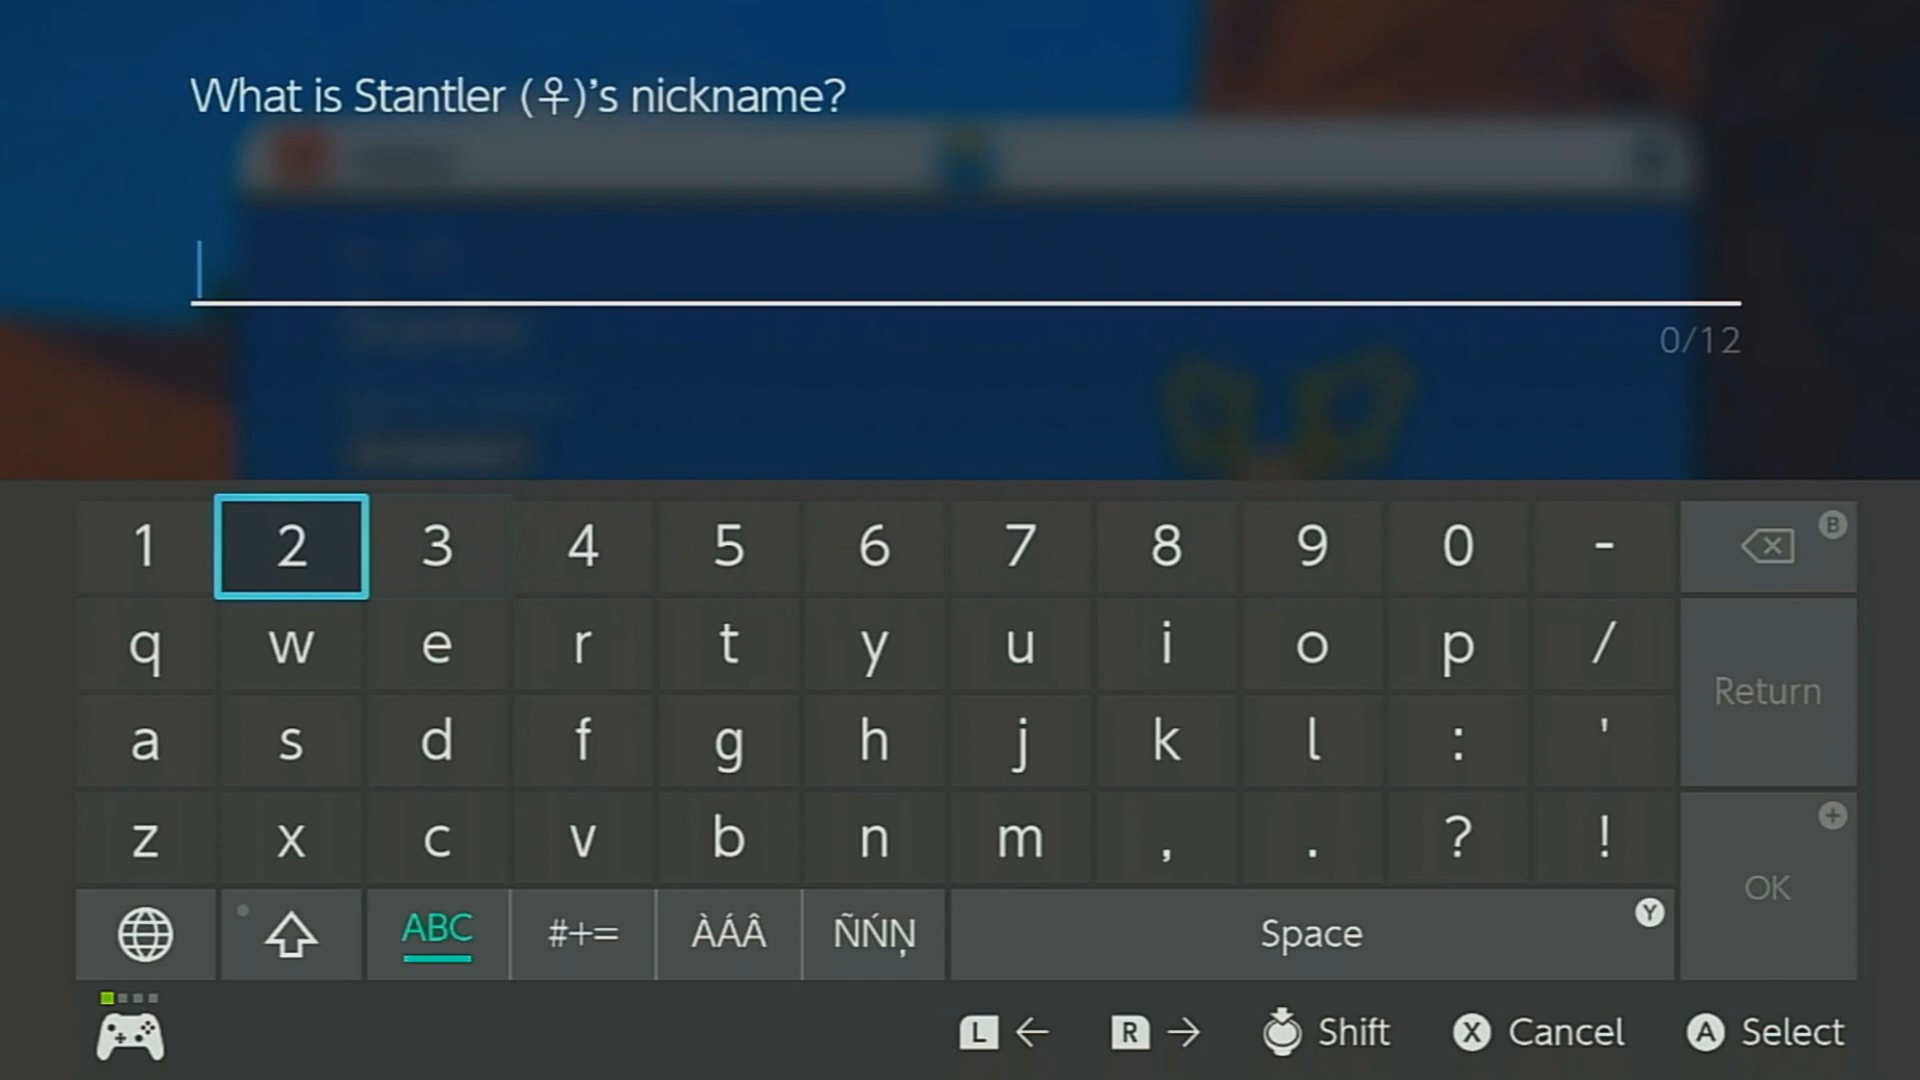 What is Stantler (♀)’s nickname?
0/12
1 2 3 4 5 6 7 8 9 0 - B
q w e r t y u i o p / Return
a s d f g h j k l : '
z x c v b n m , . ? ! + OK
ABC #+= ÀÁÂ ÑŃŅ Space Y
L ← R → Shift X Cancel A Select